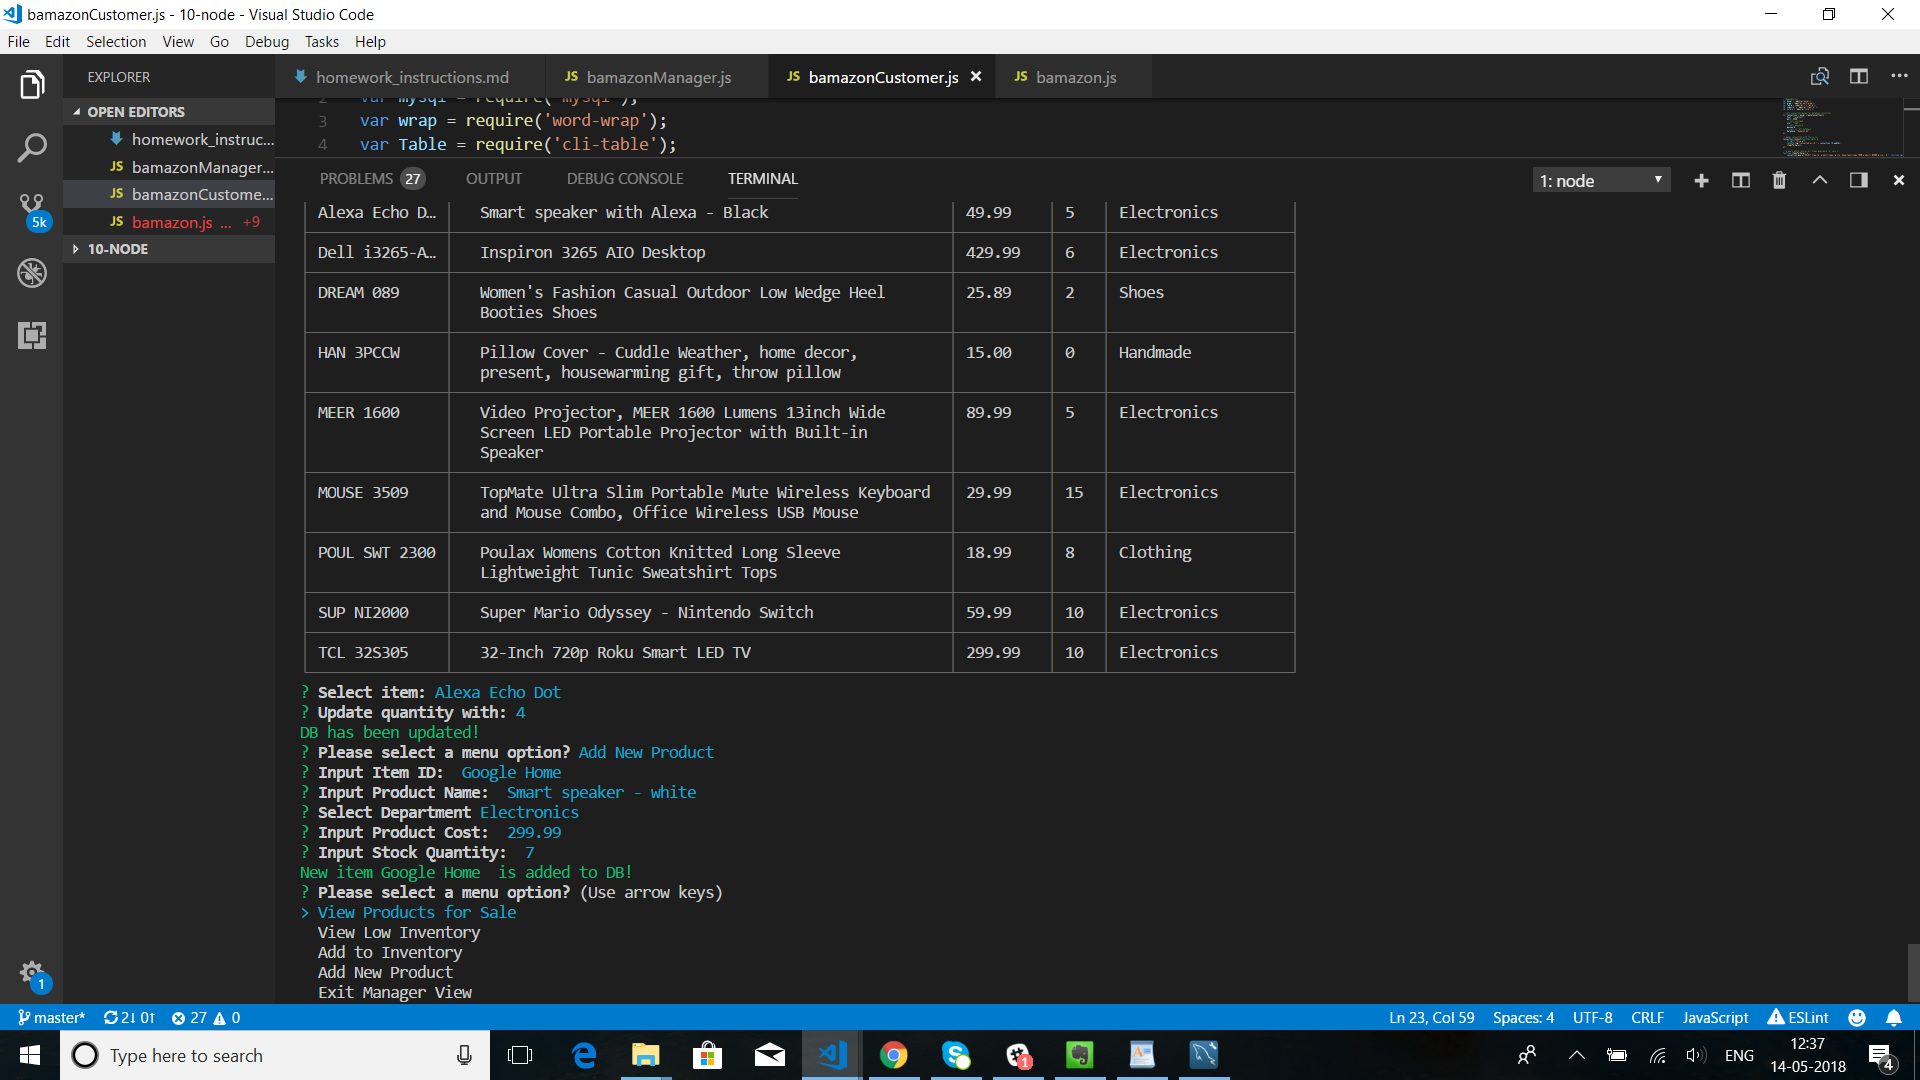 bamazonCustomer.js - 10-node - Visual Studio Code
File Edit Selection View Go Debug Tasks Help
EXPLORER
OPEN EDITORS
homework_instruc...
JS bamazonManager...
JS bamazonCustome...
JS bamazon.js ... +9
10-NODE
5k
1
homework_instructions.md JS bamazonManager.js JS bamazonCustomer.js JS bamazon.js
2 var mysql = require('mysql');
3 var wrap = require('word-wrap');
4 var Table = require('cli-table');
PROBLEMS 27 OUTPUT DEBUG CONSOLE TERMINAL 1: node
Alexa Echo D… Smart speaker with Alexa - Black 49.99 5 Electronics
Dell i3265-A… Inspiron 3265 AIO Desktop 429.99 6 Electronics
DREAM 089 Women's Fashion Casual Outdoor Low Wedge Heel 25.89 2 Shoes
Booties Shoes
HAN 3PCCW Pillow Cover - Cuddle Weather, home decor, 15.00 0 Handmade
present, housewarming gift, throw pillow
MEER 1600 Video Projector, MEER 1600 Lumens 13inch Wide 89.99 5 Electronics
Screen LED Portable Projector with Built-in
Speaker
MOUSE 3509 TopMate Ultra Slim Portable Mute Wireless Keyboard 29.99 15 Electronics
and Mouse Combo, Office Wireless USB Mouse
POUL SWT 2300 Poulax Womens Cotton Knitted Long Sleeve 18.99 8 Clothing
Lightweight Tunic Sweatshirt Tops
SUP NI2000 Super Mario Odyssey - Nintendo Switch 59.99 10 Electronics
TCL 32S305 32-Inch 720p Roku Smart LED TV 299.99 10 Electronics
? Select item: Alexa Echo Dot
? Update quantity with: 4
DB has been updated!
? Please select a menu option? Add New Product
? Input Item ID: Google Home
? Input Product Name: Smart speaker - white
? Select Department Electronics
? Input Product Cost: 299.99
? Input Stock Quantity: 7
New item Google Home is added to DB!
? Please select a menu option? (Use arrow keys)
> View Products for Sale
View Low Inventory
Add to Inventory
Add New Product
Exit Manager View
master* 2↓ 0↑ 27 0 Ln 23, Col 59 Spaces: 4 UTF-8 CRLF JavaScript ESLint
Type here to search
1
ENG
12:37
14-05-2018
4